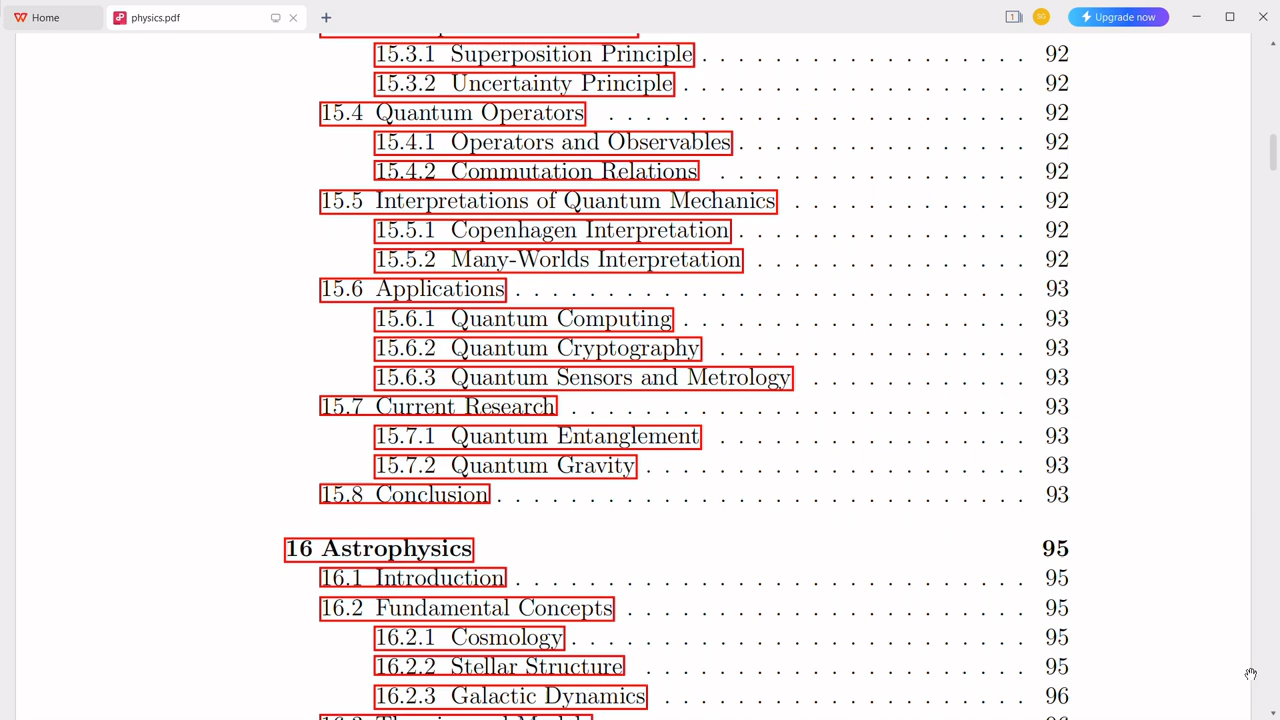 Home
physics.pdf
1
SG
Upgrade now
15.3.1 Superposition Principle . . . . . . . . . . . . . . . . . . 92
15.3.2 Uncertainty Principle . . . . . . . . . . . . . . . . . . . 92
15.4 Quantum Operators . . . . . . . . . . . . . . . . . . . . . . . 92
15.4.1 Operators and Observables . . . . . . . . . . . . . . . . 92
15.4.2 Commutation Relations . . . . . . . . . . . . . . . . . 92
15.5 Interpretations of Quantum Mechanics . . . . . . . . . . . . . 92
15.5.1 Copenhagen Interpretation . . . . . . . . . . . . . . . . 92
15.5.2 Many-Worlds Interpretation . . . . . . . . . . . . . . . 92
15.6 Applications . . . . . . . . . . . . . . . . . . . . . . . . . . . . 93
15.6.1 Quantum Computing . . . . . . . . . . . . . . . . . . . 93
15.6.2 Quantum Cryptography . . . . . . . . . . . . . . . . . 93
15.6.3 Quantum Sensors and Metrology . . . . . . . . . . . . 93
15.7 Current Research . . . . . . . . . . . . . . . . . . . . . . . . . 93
15.7.1 Quantum Entanglement . . . . . . . . . . . . . . . . . 93
15.7.2 Quantum Gravity . . . . . . . . . . . . . . . . . . . . . 93
15.8 Conclusion . . . . . . . . . . . . . . . . . . . . . . . . . . . . . 93
16 Astrophysics 95
16.1 Introduction . . . . . . . . . . . . . . . . . . . . . . . . . . . . 95
16.2 Fundamental Concepts . . . . . . . . . . . . . . . . . . . . . . 95
16.2.1 Cosmology . . . . . . . . . . . . . . . . . . . . . . . . . 95
16.2.2 Stellar Structure . . . . . . . . . . . . . . . . . . . . . 95
16.2.3 Galactic Dynamics . . . . . . . . . . . . . . . . . . . . 96